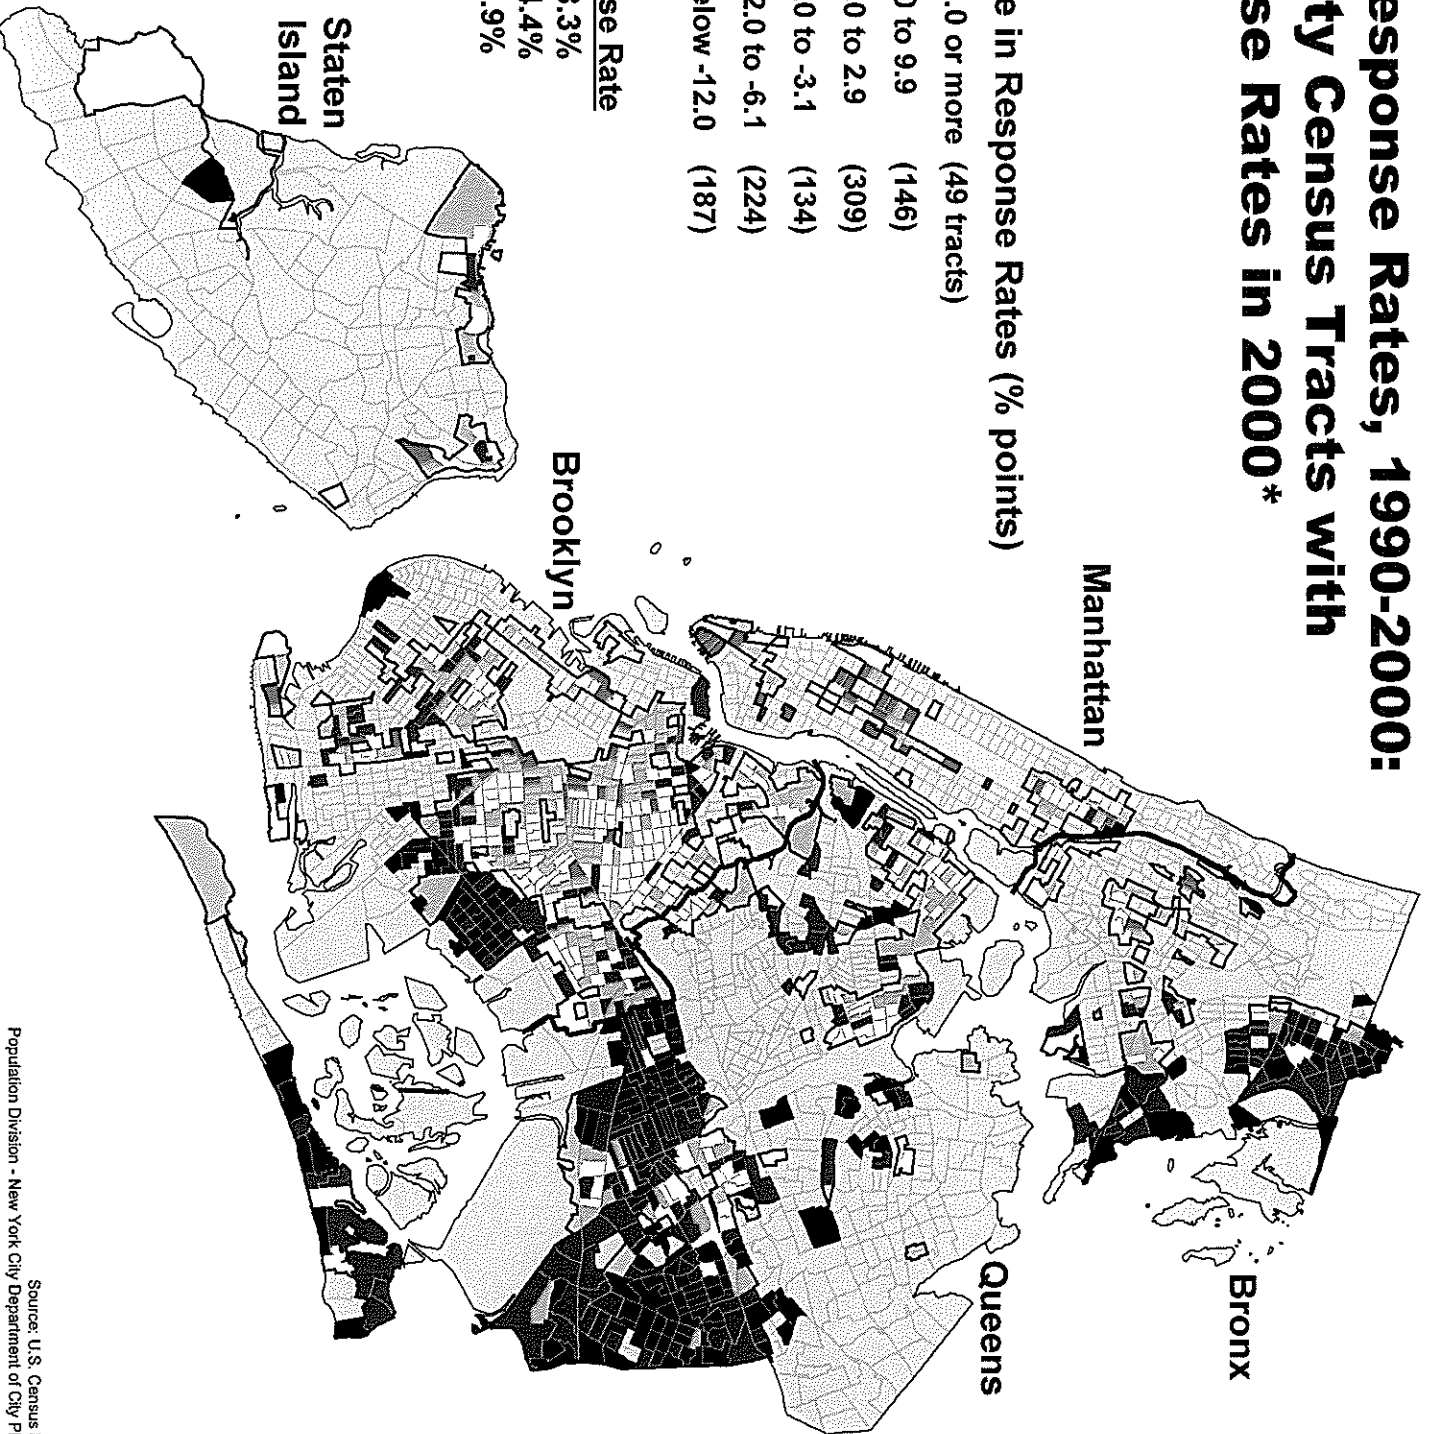 esponse Rates, 1990-2000:
ty Census Tracts with
se Rates in 2000*
e in Response Rates (% points)
.0 or more (49 tracts)
0 to 9.9 (146)
0 to 2.9 (309)
0 to -3.1 (134)
2.0 to -6.1 (224)
elow -12.0 (187)
se Rate
3.3%
4.4%
.9%
Manhattan
Bronx
Queens
Brooklyn
Staten
Island
Source: U.S. Census
Population Division - New York City Department of City P